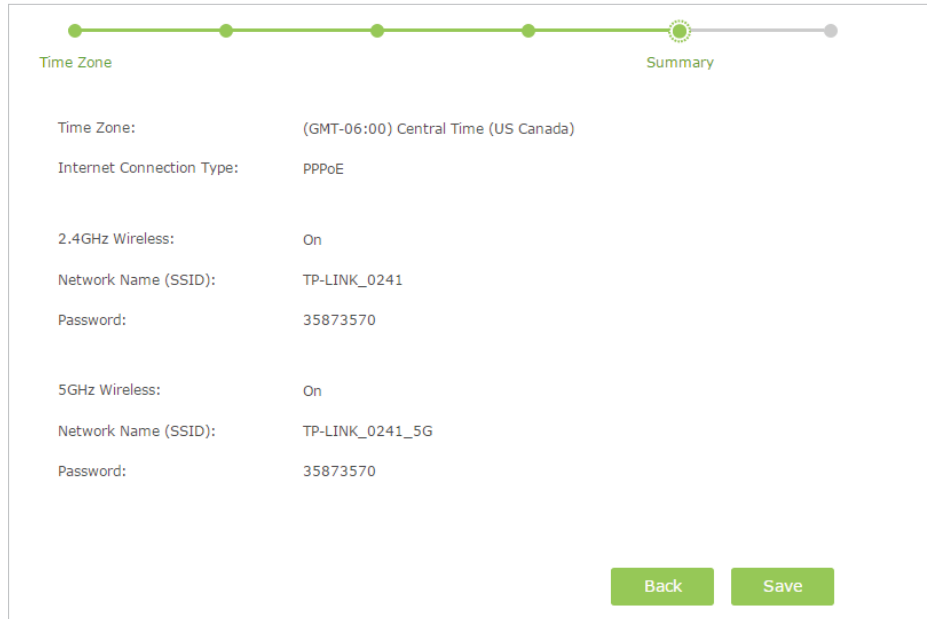 Time Zone Summary
Time Zone: (GMT-06:00) Central Time (US Canada)
Internet Connection Type: PPPoE
2.4GHz Wireless: On
Network Name (SSID): TP-LINK_0241
Password: 35873570
5GHz Wireless: On
Network Name (SSID): TP-LINK_0241_5G
Password: 35873570
Back Save